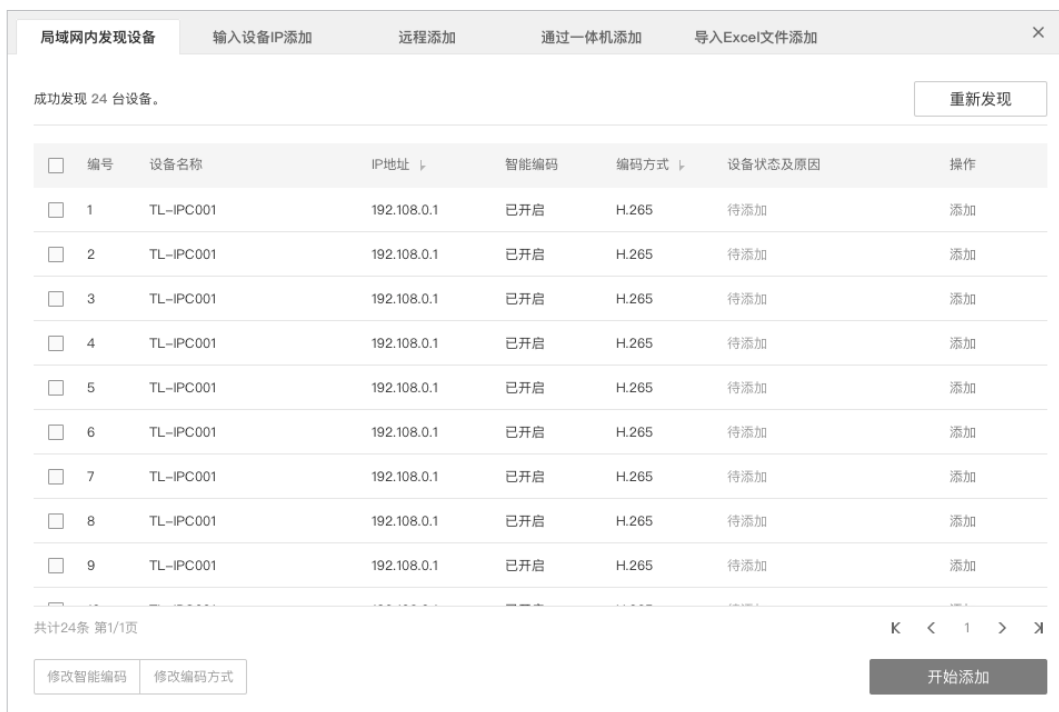 局域网内发现设备 输入设备IP添加 远程添加 通过一体机添加 导入Excel文件添加
成功发现 24 台设备。 重新发现
编号 设备名称 IP地址 智能编码 编码方式 设备状态及原因 操作
1 TL-IPC001 192.108.0.1 已开启 H.265 待添加 添加
2 TL-IPC001 192.108.0.1 已开启 H.265 待添加 添加
3 TL-IPC001 192.108.0.1 已开启 H.265 待添加 添加
4 TL-IPC001 192.108.0.1 已开启 H.265 待添加 添加
5 TL-IPC001 192.108.0.1 已开启 H.265 待添加 添加
6 TL-IPC001 192.108.0.1 已开启 H.265 待添加 添加
7 TL-IPC001 192.108.0.1 已开启 H.265 待添加 添加
8 TL-IPC001 192.108.0.1 已开启 H.265 待添加 添加
9 TL-IPC001 192.108.0.1 已开启 H.265 待添加 添加
共计24条 第1/1页 1
修改智能编码 修改编码方式 开始添加